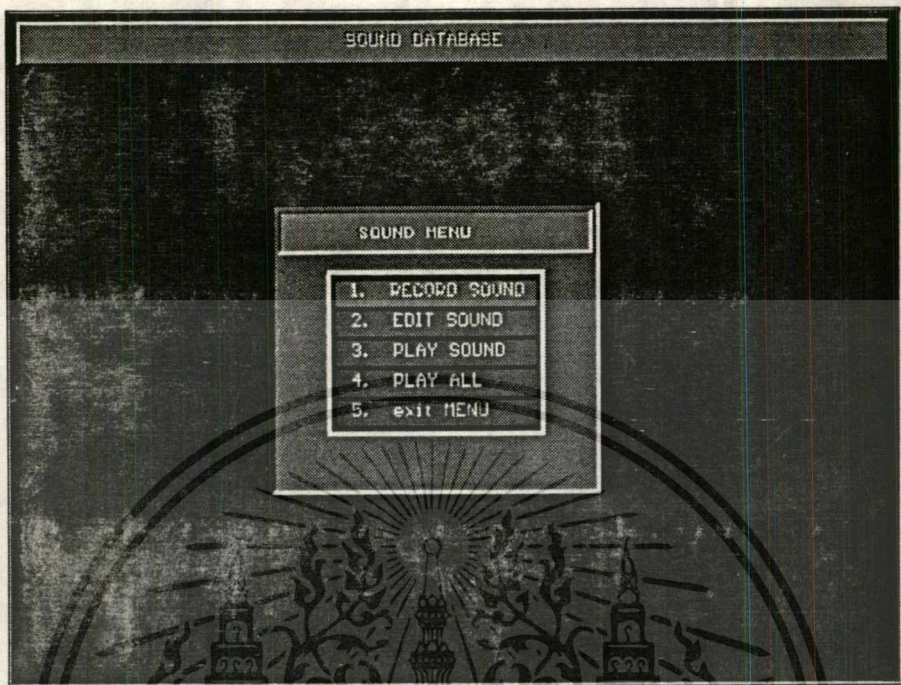 SOUND DATABASE
SOUND MENU
1. RECORD SOUND
2. EDIT SOUND
3. PLAY SOUND
4. PLAY ALL
5. exit MENU